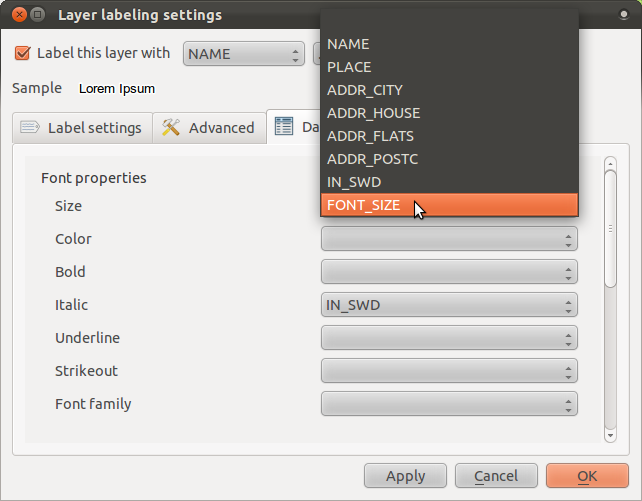 Layer labeling settings
Label this layer with NAME
Sample Lorem Ipsum
Label settings Advanced Da
NAME
PLACE
ADDR_CITY
ADDR_HOUSE
ADDR_FLATS
ADDR_POSTC
IN_SWD
FONT_SIZE
Font properties
Size
Color
Bold
Italic IN_SWD
Underline
Strikeout
Font family
Apply Cancel OK